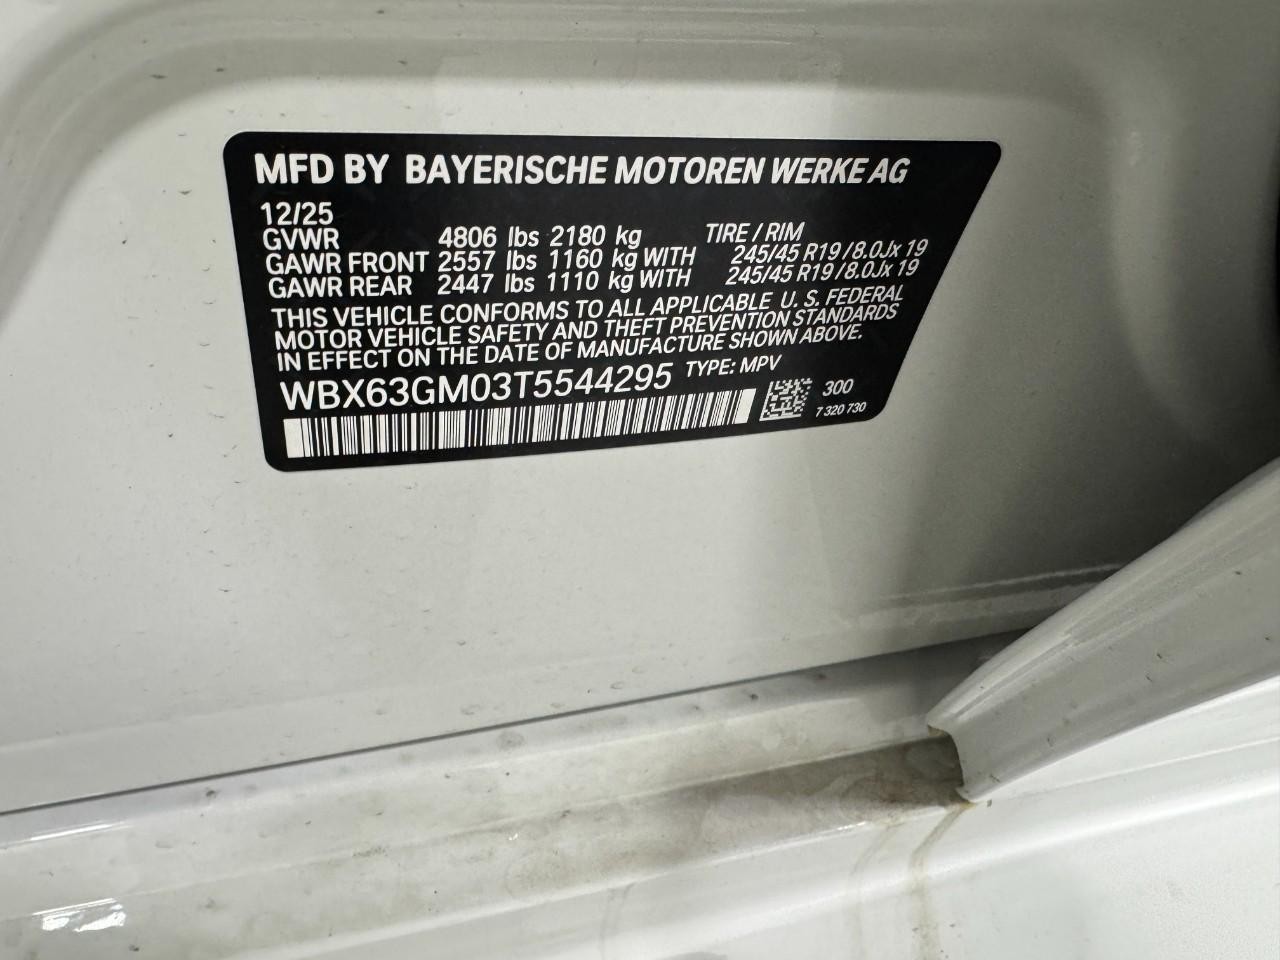 MFD BY BAYERISCHE MOTOREN WERKE AG
12/25
GVWR 4806 lbs 2180 kg TIRE / RIM
GAWR FRONT 2557 lbs 1160 kg WITH 245/45 R19 / 8.0Jx 19
GAWR REAR 2447 lbs 1110 kg WITH 245/45 R19 / 8.0Jx 19
THIS VEHICLE CONFORMS TO ALL APPLICABLE U. S. FEDERAL
MOTOR VEHICLE SAFETY AND THEFT PREVENTION STANDARDS
IN EFFECT ON THE DATE OF MANUFACTURE SHOWN ABOVE.
WBX63GM03T5544295 TYPE: MPV
300
7 320 730